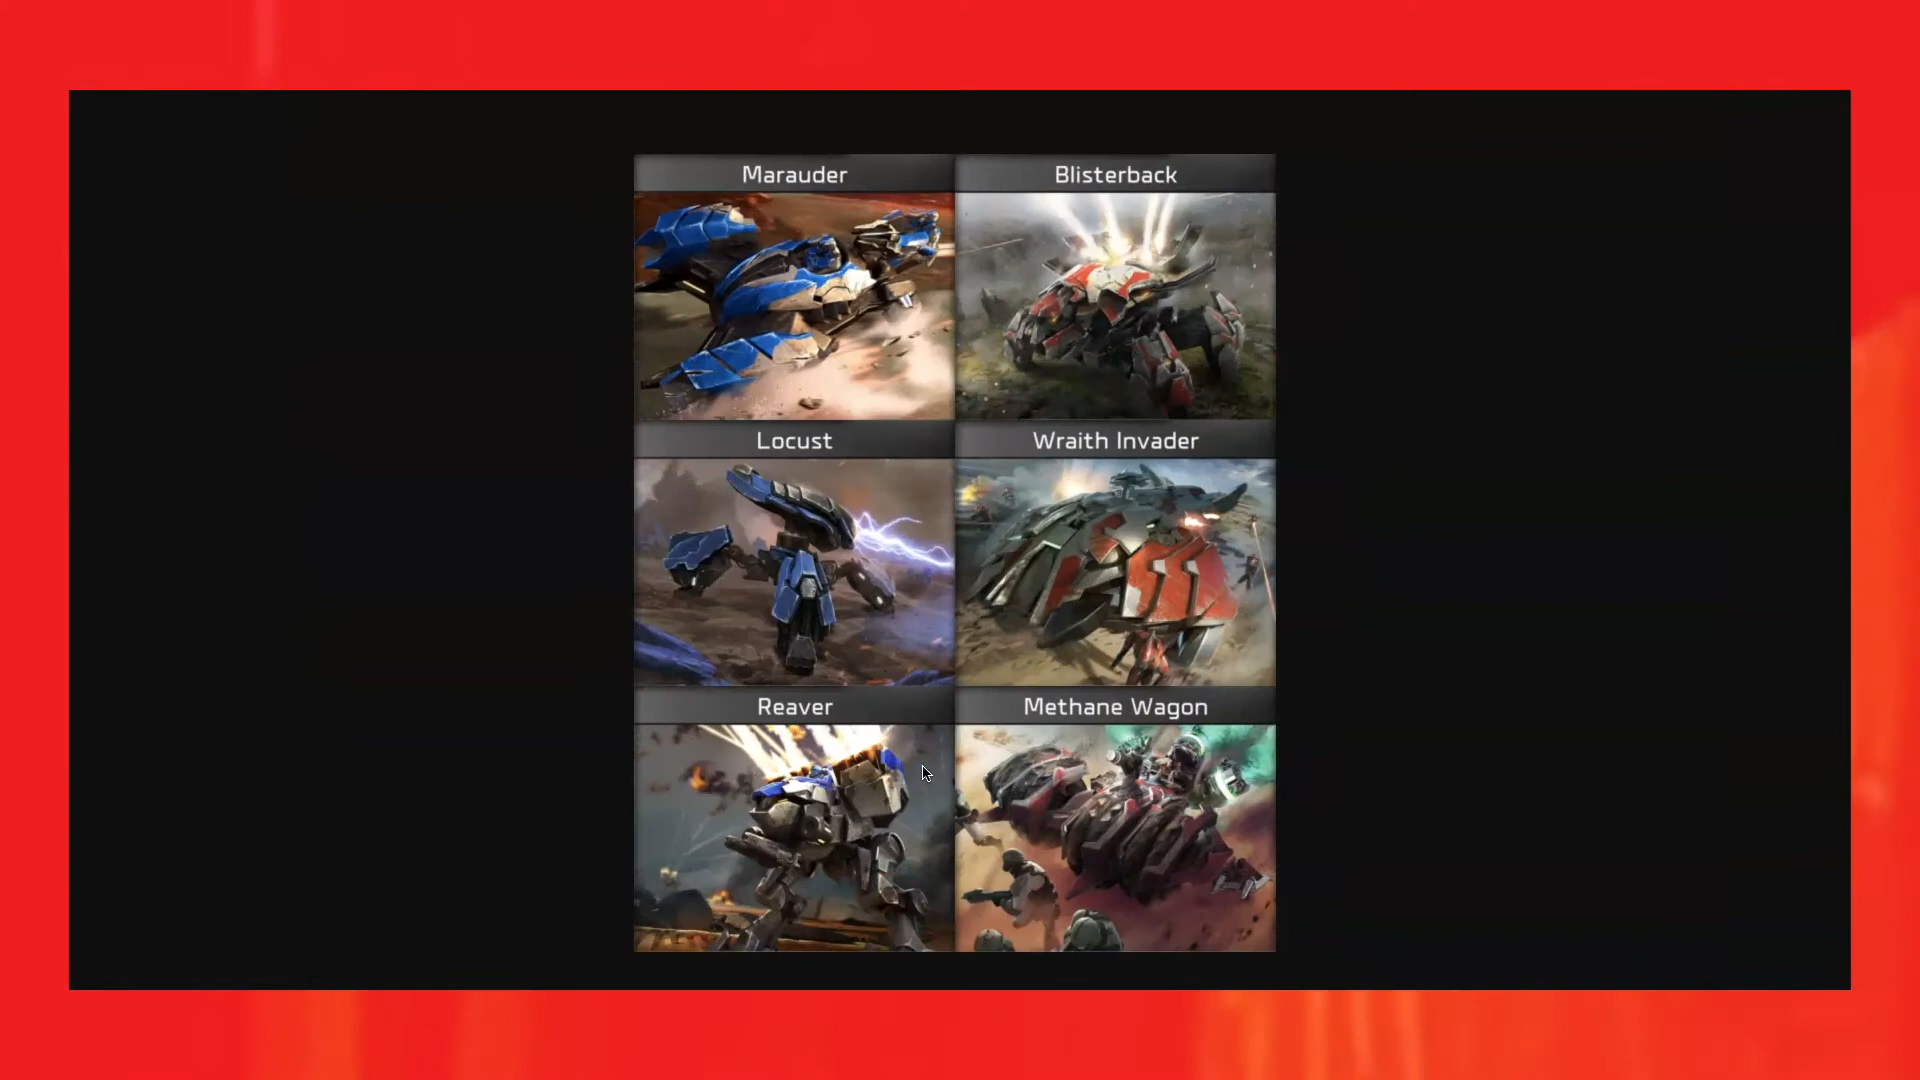 Marauder
Blisterback
Locust
Wraith Invader
Reaver
Methane Wagon